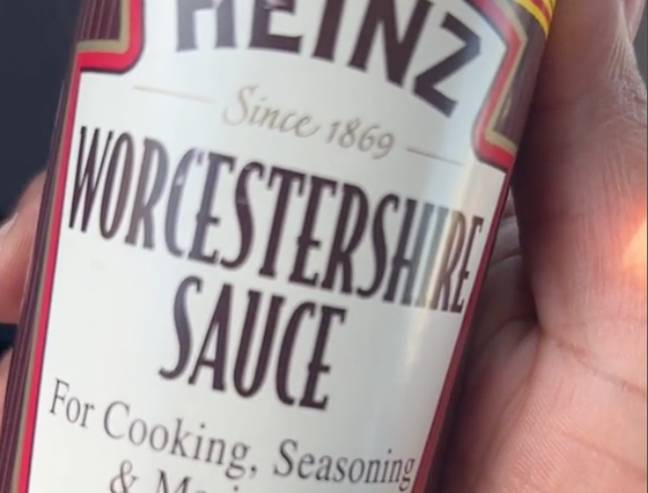 HEINZ
Since 1869
WORCESTERSHIRE
SAUCE
For Cooking, Seasoning
&